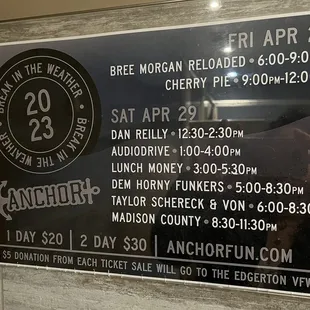 BREAK IN THE WEATHER • BREAK IN THE WEATHER •
20
23
ANCHOR
FRI APR
BREE MORGAN RELOADED • 6:00-9:
CHERRY PIE • 9:00PM-12:
SAT APR 29
DAN REILLY • 12:30-2:30PM
AUDIODRIVE • 1:00-4:00PM
LUNCH MONEY • 3:00-5:30PM
DEM HORNY FUNKERS • 5:00-8:30PM
TAYLOR SCHERECK & VON • 6:00-8:3
MADISON COUNTY • 8:30-11:30PM
1 DAY $20 | 2 DAY $30 | ANCHORFUN.COM
$5 DONATION FROM EACH TICKET SALE WILL GO TO THE EDGERTON VFW